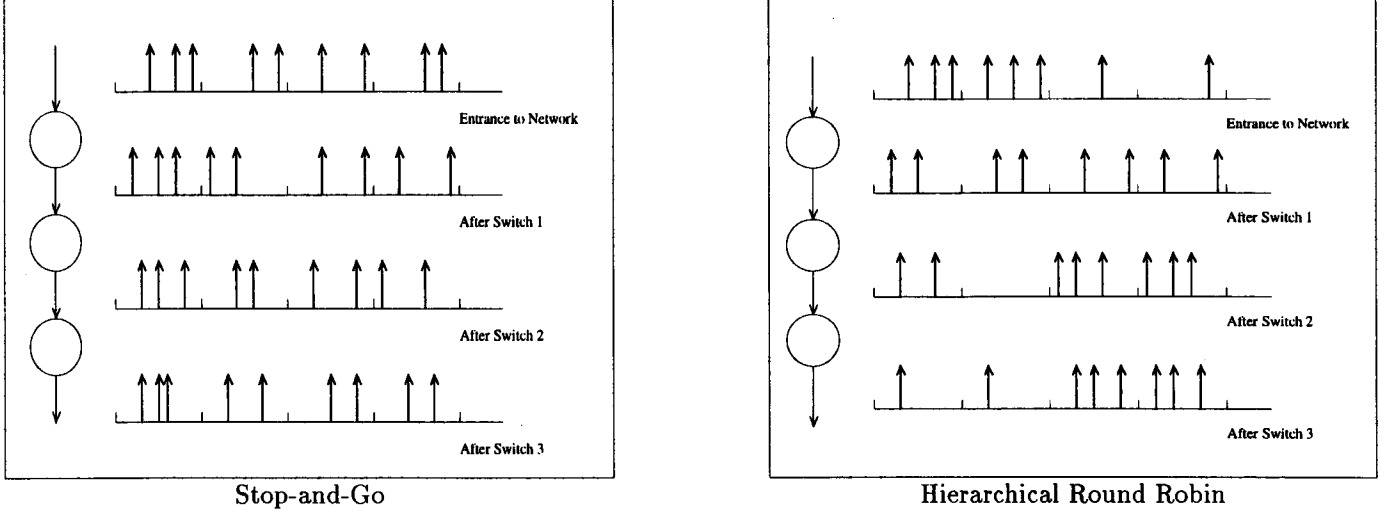 Entrance to Network
After Switch 1
After Switch 2
After Switch 3
Stop-and-Go
Entrance to Network
After Switch 1
After Switch 2
After Switch 3
Hierarchical Round Robin